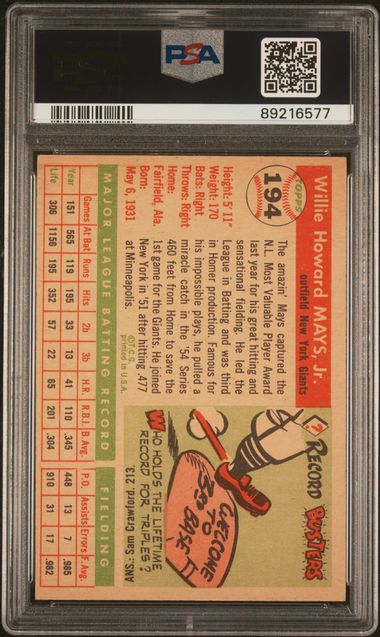 PSA
89216577
TOPPS
194
Willie Howard MAYS, Jr.
outfield New York Giants
Height: 5' 11"
Weight: 170
Bats: Right
Throws: Right
Home:
Fairfield, Ala.
Born:
May 6, 1931
The amazin' Mays captured the
N.L. Most Valuable Player Award
last year for his great hitting and
sensational fielding. He led the
League in Batting and was third
in Homer production. Famous for
his impossible plays, he pulled a
miracle catch in the '54 Series
460 feet from Home to save the
1st game for the Giants. He joined
New York in '51 after hitting .477
at Minneapolis.
©T.C.G.
printed in U.S.A.
?
RECORD
BUSTERS
WELCOME
TO
3RD BASE
WHO HOLDS THE LIFETIME
RECORD FOR TRIPLES?
ANS.: Sam Crawford, 213.
MAJOR LEAGUE BATTING RECORD FIELDING
Games At Bat Runs Hits 2b 3b H.R. R.B.I. B Avg. P.O. Assists Errors F. Avg.
Year 151 565 119 195 33 13 41 110 .345 448 13 7 .985
Life 306 1156 195 352 57 22 65 201 .304 910 31 17 .982